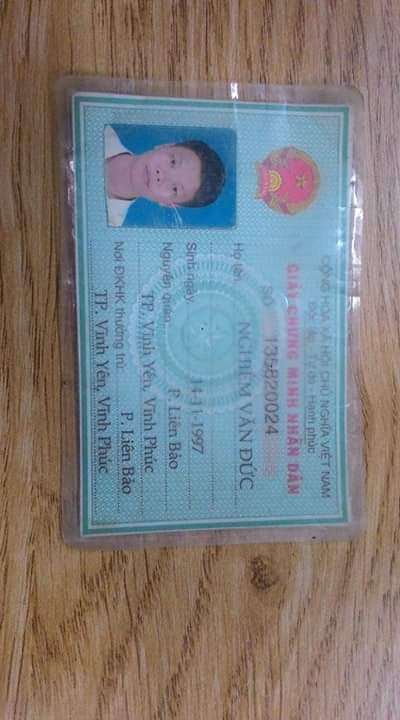 CỘNG HÒA XÃ HỘI CHỦ NGHĨA VIỆT NAM
Độc lập - Tự do - Hạnh phúc
GIẤY CHỨNG MINH NHÂN DÂN
SỐ 135820024
Họ tên: NGHIÊM VĂN ĐỨC
Sinh ngày: 14-11-1997
Nguyên quán: P. Liên Bảo
TP. Vĩnh Yên, Vĩnh Phúc
Nơi ĐKHK thường trú: P. Liên Bảo
TP. Vĩnh Yên, Vĩnh Phúc